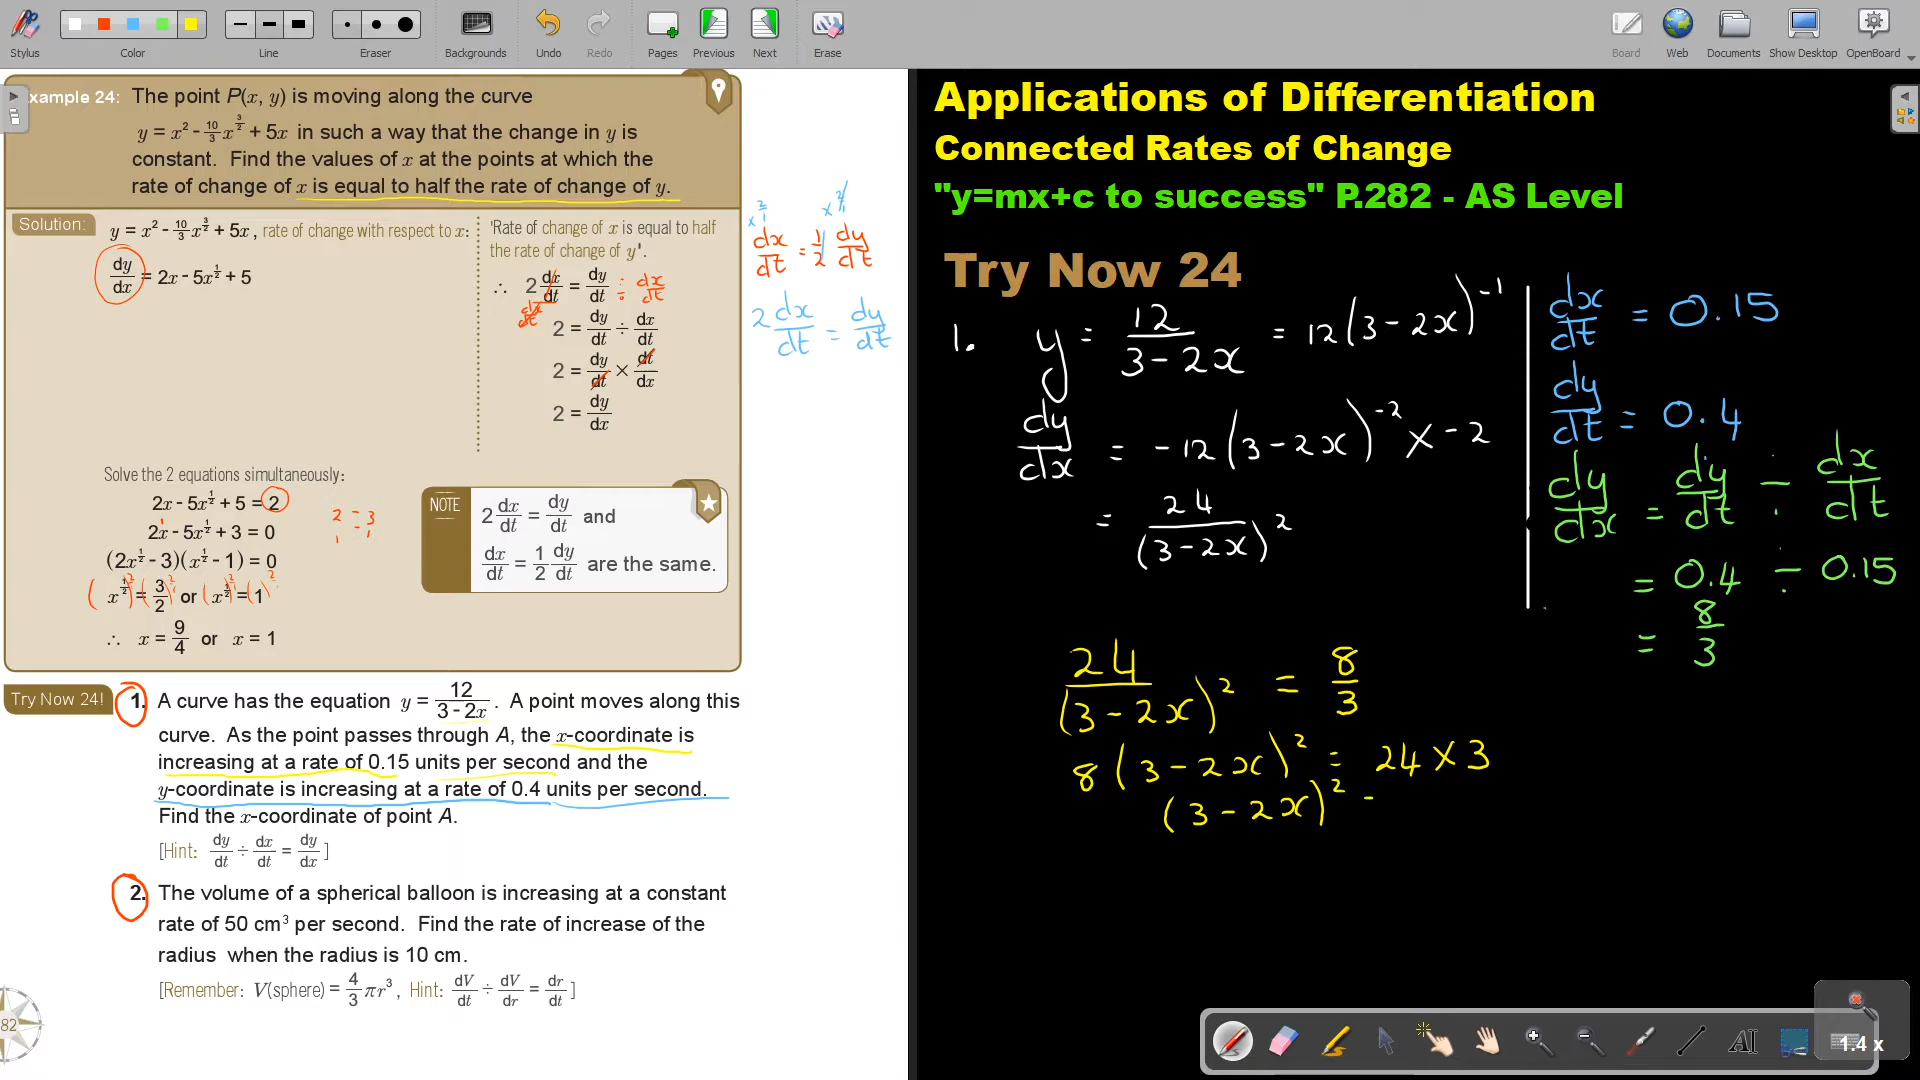 Stylus Color Line Eraser Backgrounds Undo Redo Pages Previous Next Erase Board Web Documents Show Desktop OpenBoard
xample 24: The point P(x, y) is moving along the curve
y = x² - 10/3 x^(3/2) + 5x in such a way that the change in y is
constant. Find the values of x at the points at which the
rate of change of x is equal to half the rate of change of y.
Solution:
y = x² - 10/3 x^(3/2) + 5x, rate of change with respect to x:
dy/dx = 2x - 5x^(1/2) + 5
'Rate of change of x is equal to half
the rate of change of y'.
∴ 2 dx/dt = dy/dt ÷ dx/dt
dx/dt
2 = dy/dt ÷ dx/dt
2 = dy/dt × dt/dx
2 = dy/dx
×2/1 ×2/1
dx/dt = 1/2 dy/dt
2 dx/dt = dy/dt
Solve the 2 equations simultaneously:
2x - 5x^(1/2) + 5 = 2
2x - 5x^(1/2) + 3 = 0
(2x^(1/2) - 3)(x^(1/2) - 1) = 0
(x^(1/2))² = (3/2)² or (x^(1/2))² = (1)²
∴ x = 9/4 or x = 1
2 - 3
1 - 1
NOTE
2 dx/dt = dy/dt and
dx/dt = 1/2 dy/dt are the same.
Try Now 24!
1. A curve has the equation y = 12/(3 - 2x). A point moves along this
curve. As the point passes through A, the x-coordinate is
increasing at a rate of 0.15 units per second and the
y-coordinate is increasing at a rate of 0.4 units per second.
Find the x-coordinate of point A.
[Hint: dy/dt ÷ dx/dt = dy/dx]
2. The volume of a spherical balloon is increasing at a constant
rate of 50 cm³ per second. Find the rate of increase of the
radius when the radius is 10 cm.
[Remember: V(sphere) = 4/3 πr³, Hint: dV/dt ÷ dV/dr = dr/dt]
82
Applications of Differentiation
Connected Rates of Change
"y=mx+c to success" P.282 - AS Level
Try Now 24
1. y = 12/(3 - 2x) = 12(3 - 2x)^-1
dy/dx = -12(3 - 2x)^-2 × -2
= 24/(3 - 2x)²
dx/dt = 0.15
dy/dt = 0.4
dy/dx = dy/dt ÷ dx/dt
= 0.4 ÷ 0.15
= 8/3
24/(3 - 2x)² = 8/3
8(3 - 2x)² = 24 × 3
(3 - 2x)² =
1.4 x